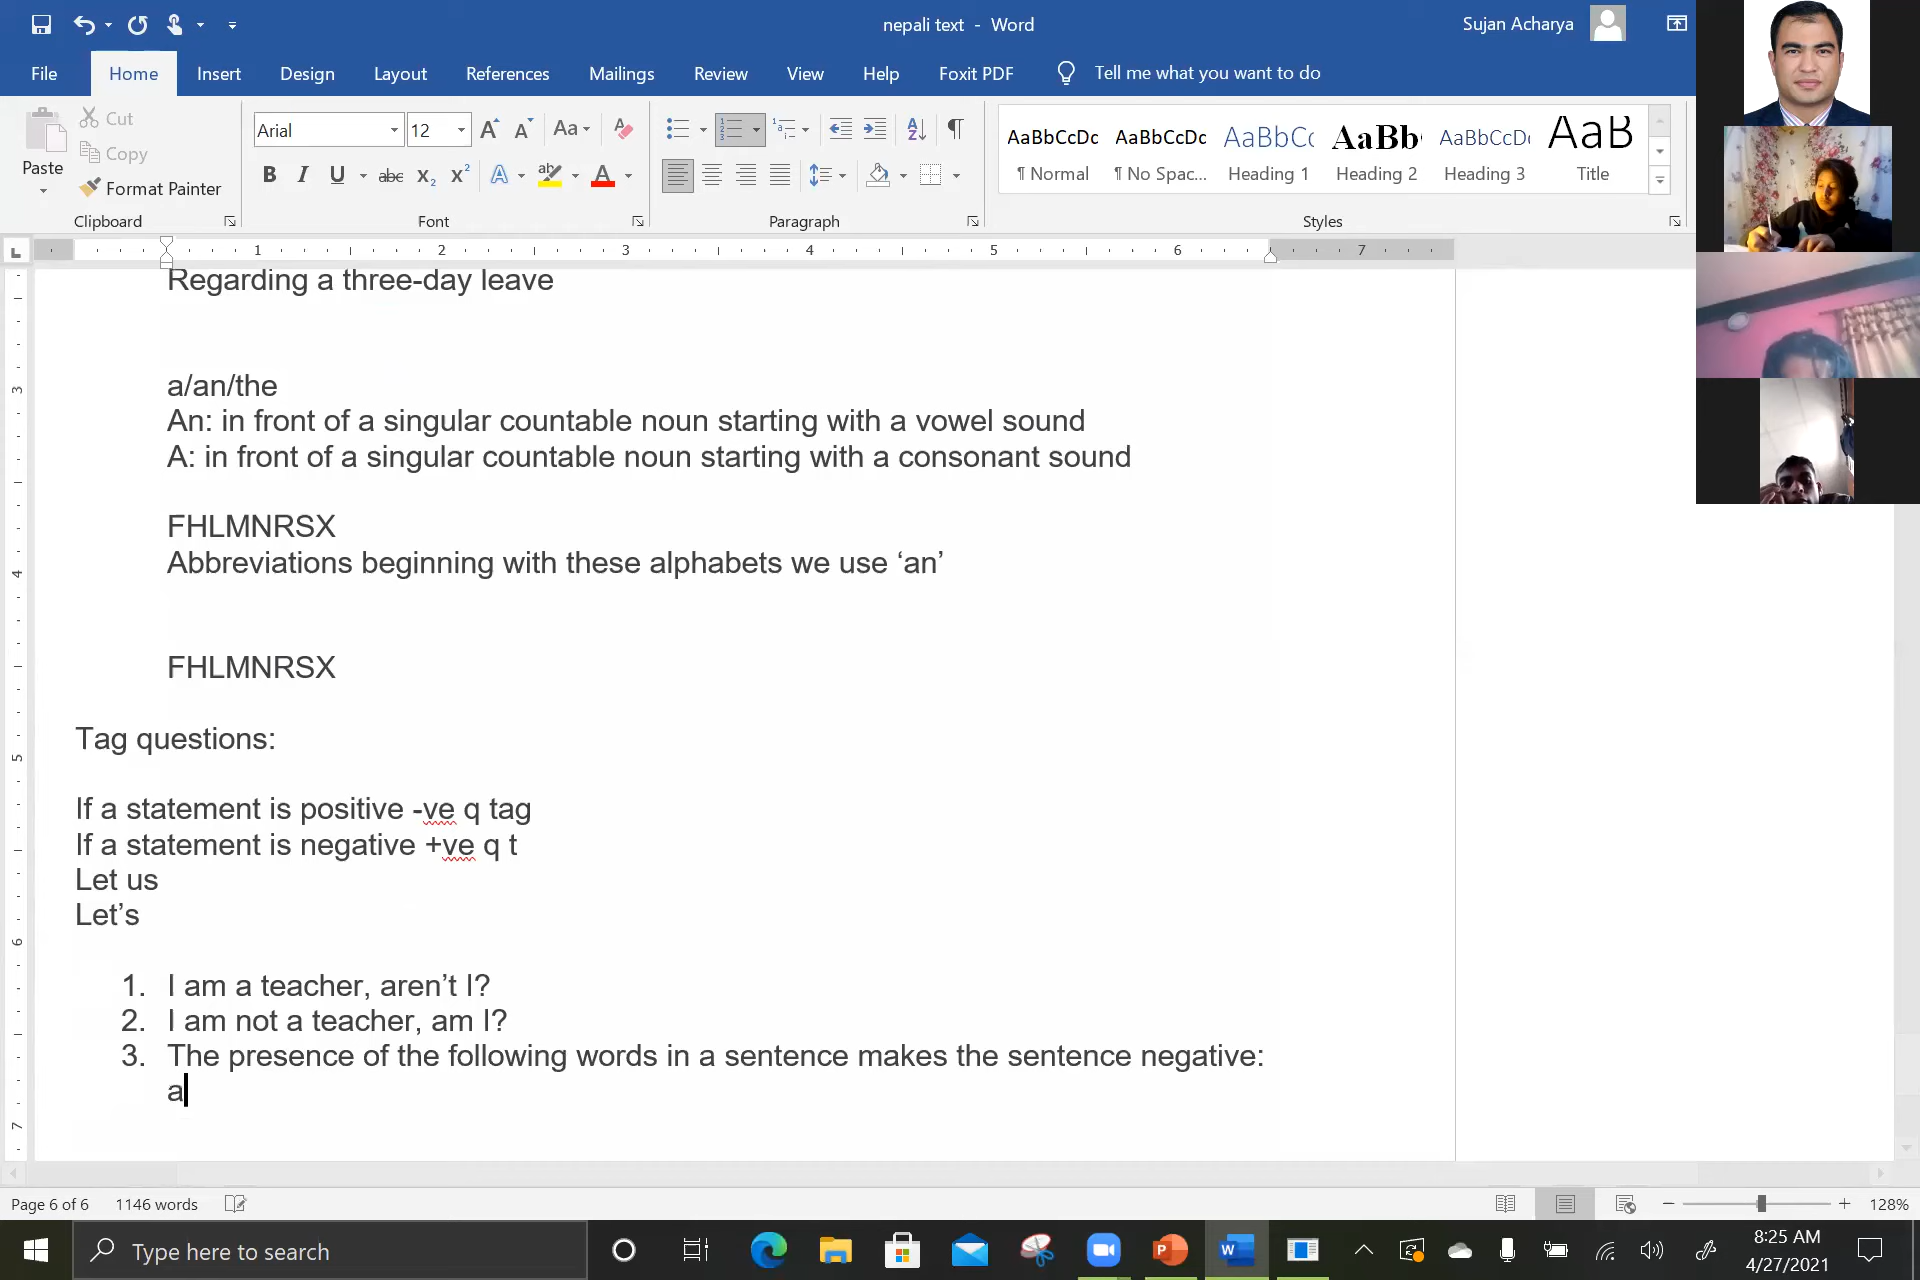 nepali text - Word
Sujan Acharya
File Home Insert Design Layout References Mailings Review View Help Foxit PDF Tell me what you want to do
Paste
Cut
Copy
Format Painter
Clipboard
Arial 12
Font
Paragraph
AaBbCcDc AaBbCcDc AaBbCc AaBb AaBbCcD AaB
¶ Normal ¶ No Spac... Heading 1 Heading 2 Heading 3 Title
Styles
1 2 3 4 5 6 7
Regarding a three-day leave
a/an/the
An: in front of a singular countable noun starting with a vowel sound
A: in front of a singular countable noun starting with a consonant sound
FHLMNRSX
Abbreviations beginning with these alphabets we use ‘an’
FHLMNRSX
Tag questions:
If a statement is positive -ve q tag
If a statement is negative +ve q t
Let us
Let’s
1. I am a teacher, aren’t I?
2. I am not a teacher, am I?
3. The presence of the following words in a sentence makes the sentence negative:
a
Page 6 of 6 1146 words
128%
Type here to search
8:25 AM
4/27/2021